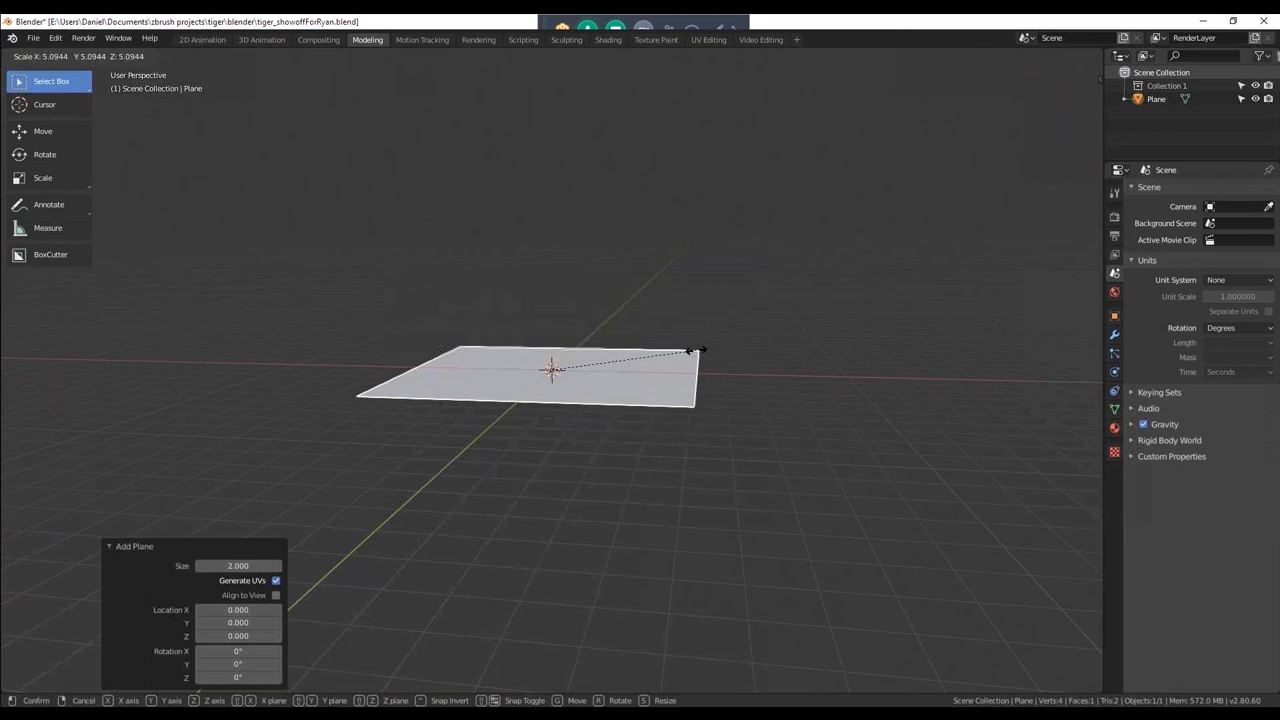 Blender* [E:\Users\Daniel\Documents\zbrush projects\tiger\blender\tiger_showoffForRyan.blend]
File Edit Render Window Help 2D Animation 3D Animation Compositing Modeling Motion Tracking Rendering Scripting Sculpting Shading Texture Paint UV Editing Video Editing + Scene RenderLayer
Scale X: 5.0944 Y: 5.0944 Z: 5.0944
User Perspective
(1) Scene Collection | Plane
Select Box
Cursor
Move
Rotate
Scale
Annotate
Measure
BoxCutter
Scene Collection
Collection 1
Plane
Scene
Scene
Camera
Background Scene
Active Movie Clip
Units
Unit System None
Unit Scale 1.000000
Separate Units
Rotation Degrees
Length
Mass
Time Seconds
Keying Sets
Audio
Gravity
Rigid Body World
Custom Properties
Add Plane
Size 2.000
Generate UVs
Align to View
Location X 0.000
Y 0.000
Z 0.000
Rotation X 0°
Y 0°
Z 0°
Confirm Cancel X X axis Y Y axis Z Z axis X X plane Y Y plane Z Z plane Snap Invert Snap Toggle G Move R Rotate S Resize
Scene Collection | Plane | Verts:4 | Faces:1 | Tris:2 | Objects:1/1 | Mem: 572.0 MB | v2.80.60